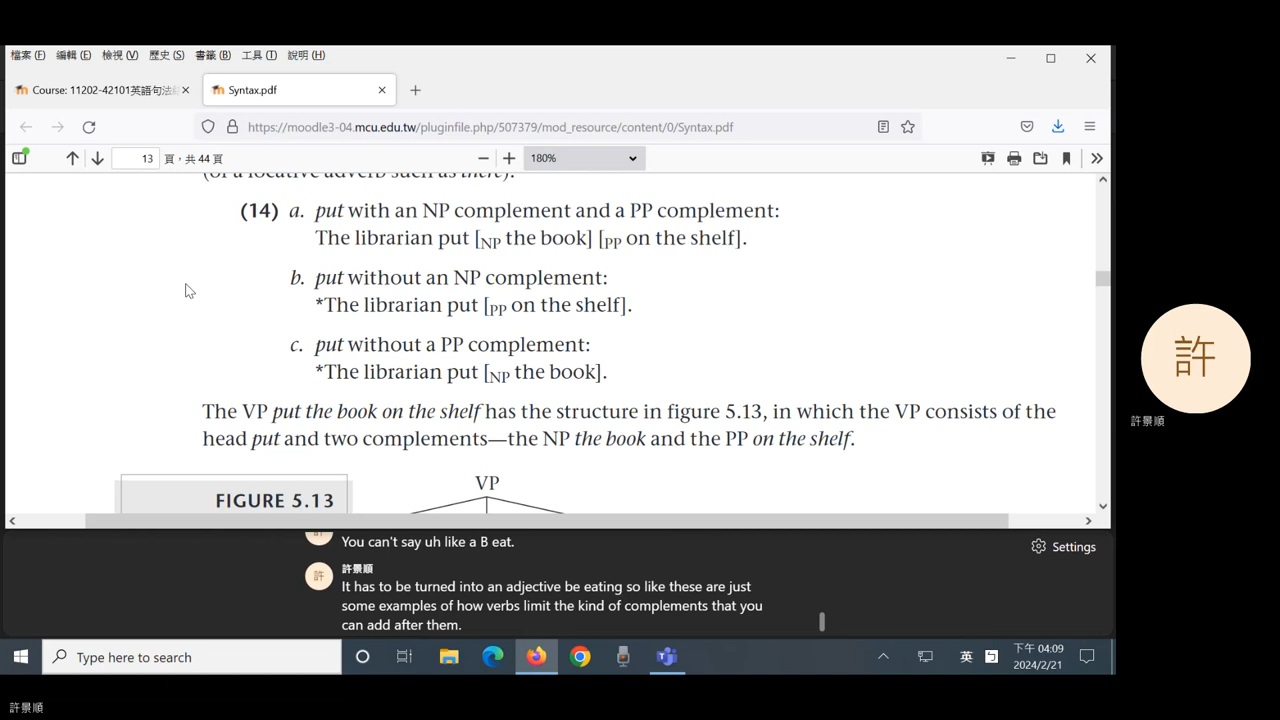 檔案 (F) 編輯 (E) 檢視 (V) 歷史 (S) 書籤 (B) 工具 (T) 說明 (H)
Course: 11202-42101英語句法 Syntax.pdf
https://moodle3-04.mcu.edu.tw/pluginfile.php/507379/mod_resource/content/0/Syntax.pdf
13 頁，共 44 頁 180%
(of a locative adverb such as there).
(14) a. put with an NP complement and a PP complement:
The librarian put [NP the book] [PP on the shelf].
b. put without an NP complement:
*The librarian put [PP on the shelf].
c. put without a PP complement:
*The librarian put [NP the book].
The VP put the book on the shelf has the structure in figure 5.13, in which the VP consists of the
head put and two complements—the NP the book and the PP on the shelf.
VP
FIGURE 5.13
許
許景順
許
You can't say uh like a B eat.
Settings
許
許景順
It has to be turned into an adjective be eating so like these are just
some examples of how verbs limit the kind of complements that you
can add after them.
Type here to search
英
下午 04:09
2024/2/21
許景順